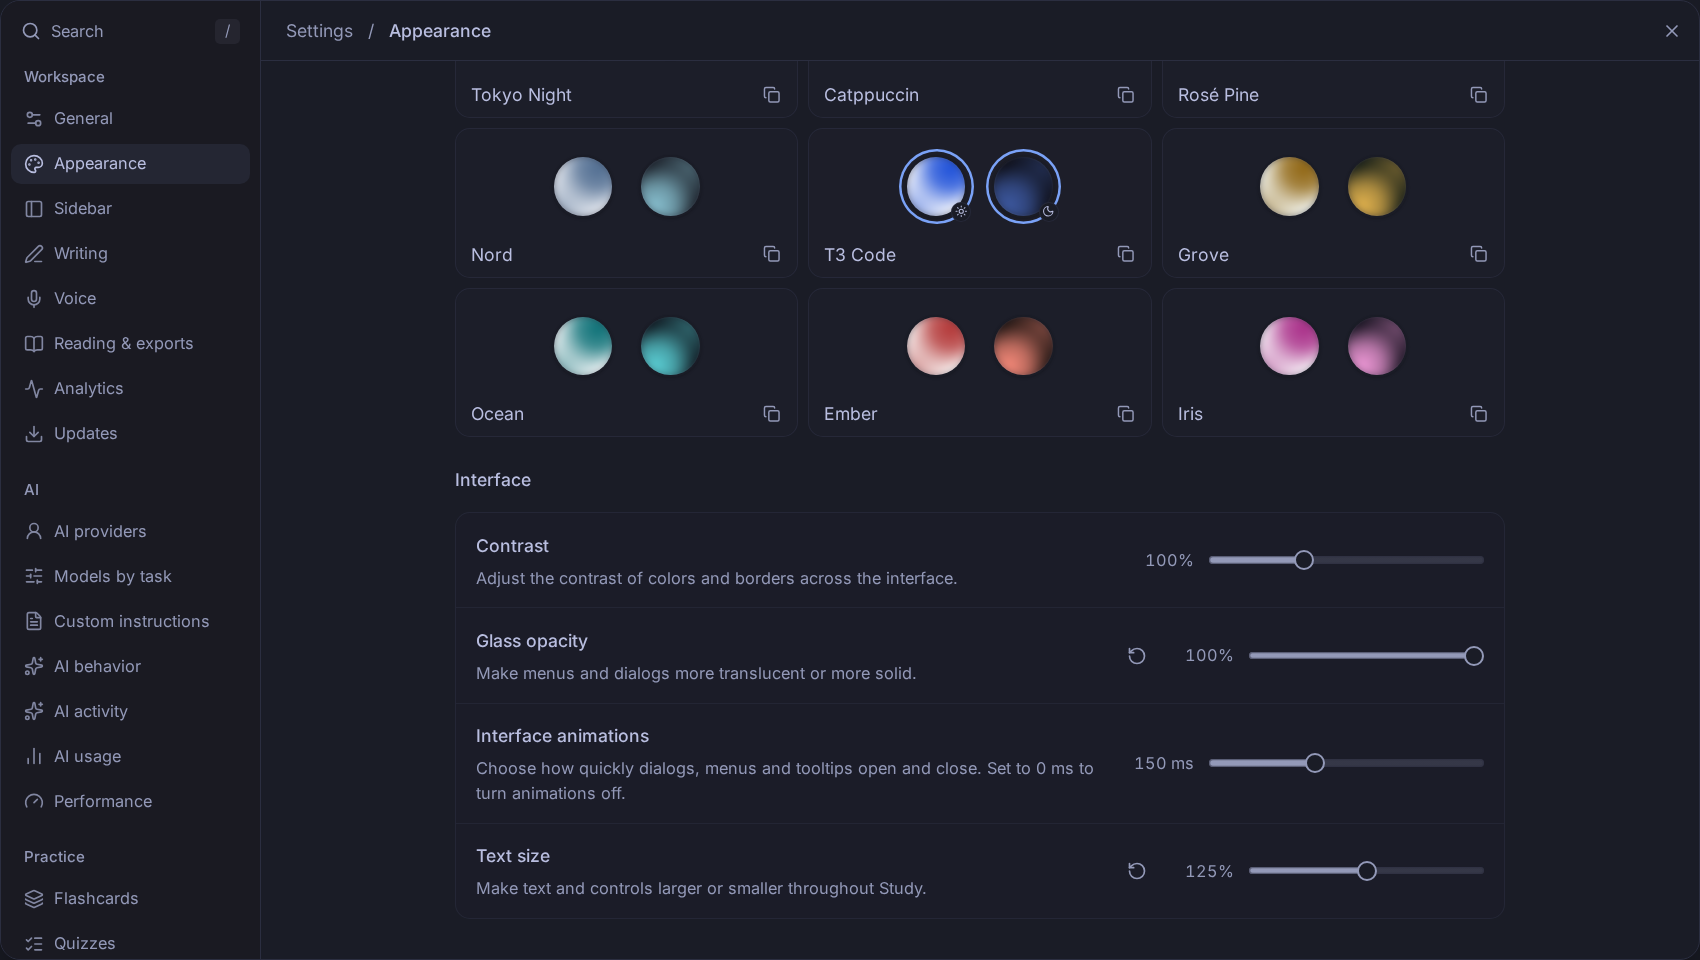 Search
/
Workspace
General
Appearance
Sidebar
Writing
Voice
Reading & exports
Analytics
Updates
AI
AI providers
Models by task
Custom instructions
AI behavior
AI activity
AI usage
Performance
Practice
Flashcards
Quizzes
Settings / Appearance
Tokyo Night
Catppuccin
Rosé Pine
Nord
T3 Code
Grove
Ocean
Ember
Iris
Interface
Contrast
Adjust the contrast of colors and borders across the interface.
100%
Glass opacity
Make menus and dialogs more translucent or more solid.
100%
Interface animations
Choose how quickly dialogs, menus and tooltips open and close. Set to 0 ms to
turn animations off.
150 ms
Text size
Make text and controls larger or smaller throughout Study.
125%